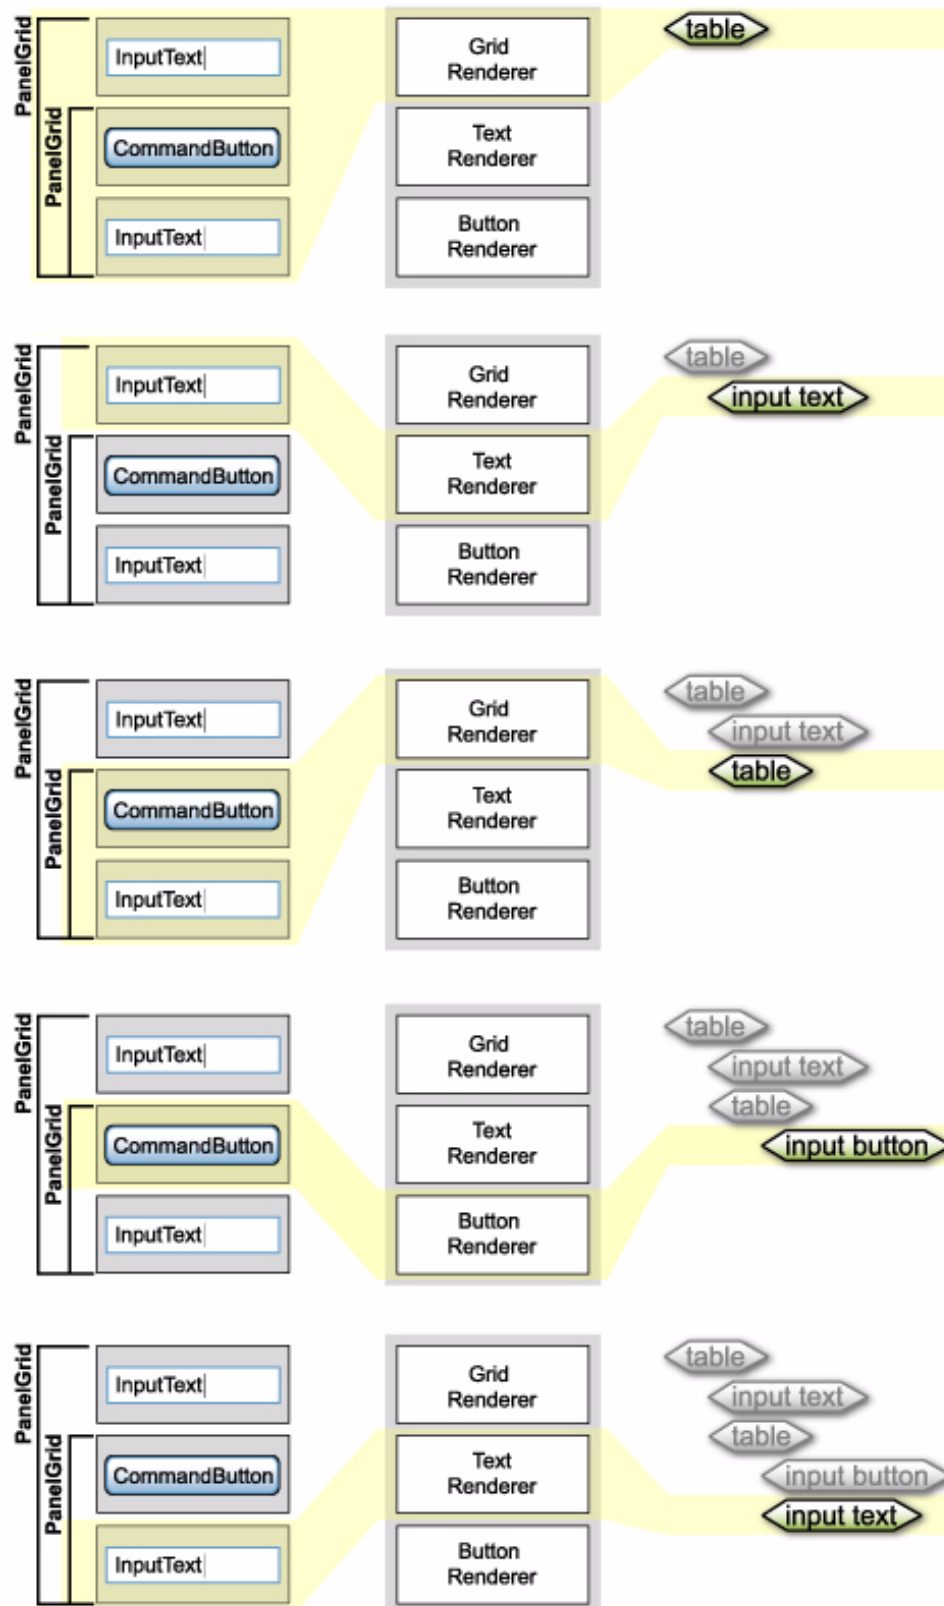 PanelGrid
PanelGrid
InputText
CommandButton
InputText
Grid
Renderer
Text
Renderer
Button
Renderer
table
PanelGrid
PanelGrid
InputText
CommandButton
InputText
Grid
Renderer
Text
Renderer
Button
Renderer
table
input text
PanelGrid
PanelGrid
InputText
CommandButton
InputText
Grid
Renderer
Text
Renderer
Button
Renderer
table
input text
table
PanelGrid
PanelGrid
InputText
CommandButton
InputText
Grid
Renderer
Text
Renderer
Button
Renderer
table
input text
table
input button
PanelGrid
PanelGrid
InputText
CommandButton
InputText
Grid
Renderer
Text
Renderer
Button
Renderer
table
input text
table
input button
input text